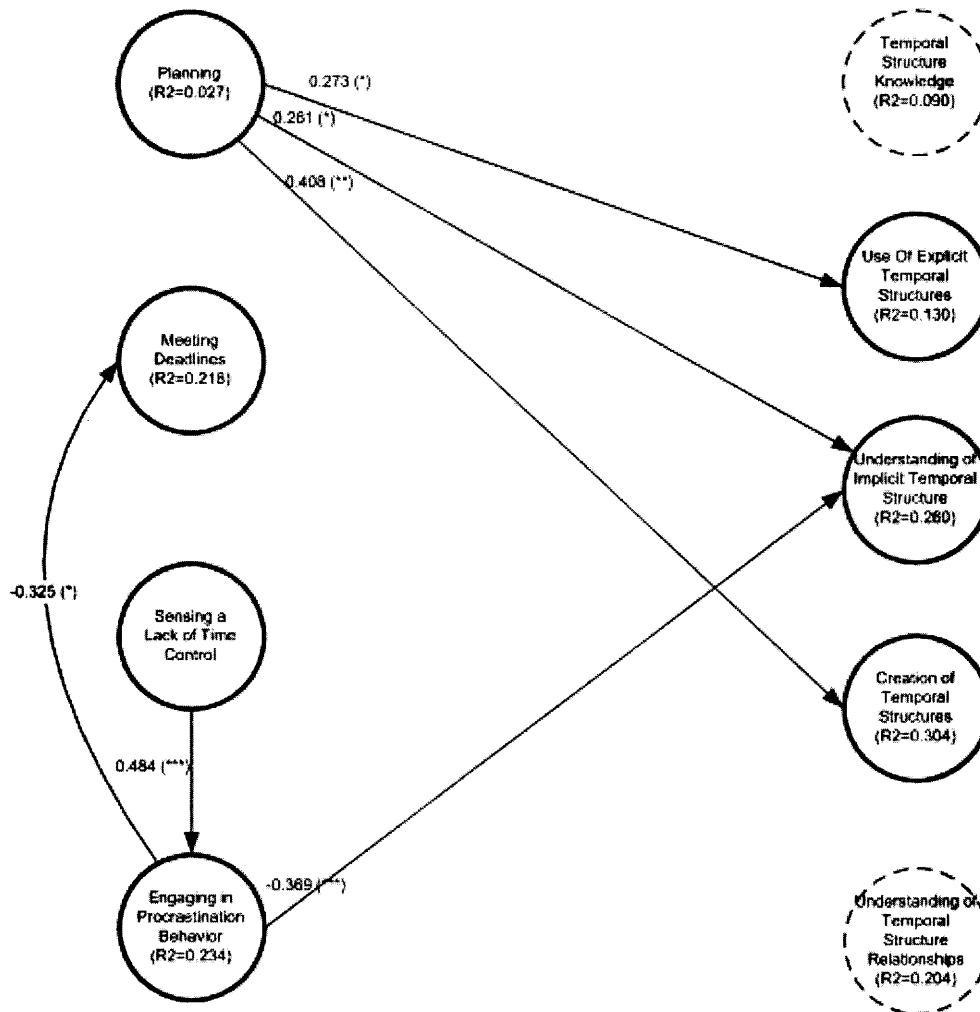 Planning
(R2=0.027)
Temporal
Structure
Knowledge
(R2=0.090)
0.273 (*)
0.261 (*)
0.408 (**)
Use Of Explicit
Temporal
Structures
(R2=0.130)
Meeting
Deadlines
(R2=0.218)
Understanding of
Implicit Temporal
Structure
(R2=0.260)
-0.325 (*)
Sensing a
Lack of Time
Control
Creation of
Temporal
Structures
(R2=0.304)
0.484 (***)
-0.369 (***)
Engaging in
Procrastination
Behavior
(R2=0.234)
Understanding of
Temporal
Structure
Relationships
(R2=0.204)